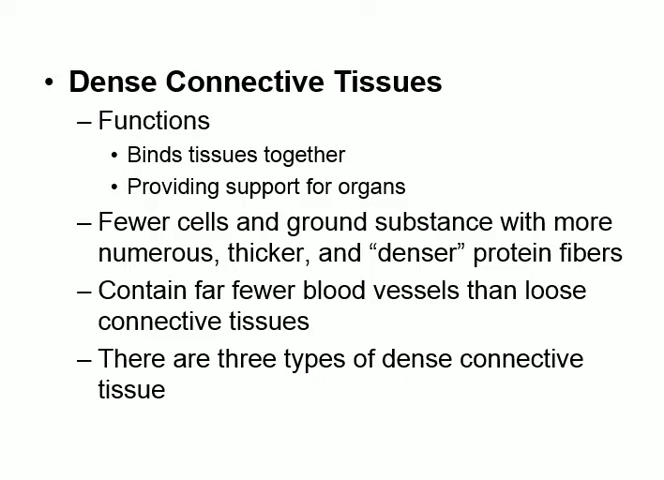 • Dense Connective Tissues
– Functions
• Binds tissues together
• Providing support for organs
– Fewer cells and ground substance with more
numerous, thicker, and “denser” protein fibers
– Contain far fewer blood vessels than loose
connective tissues
– There are three types of dense connective
tissue